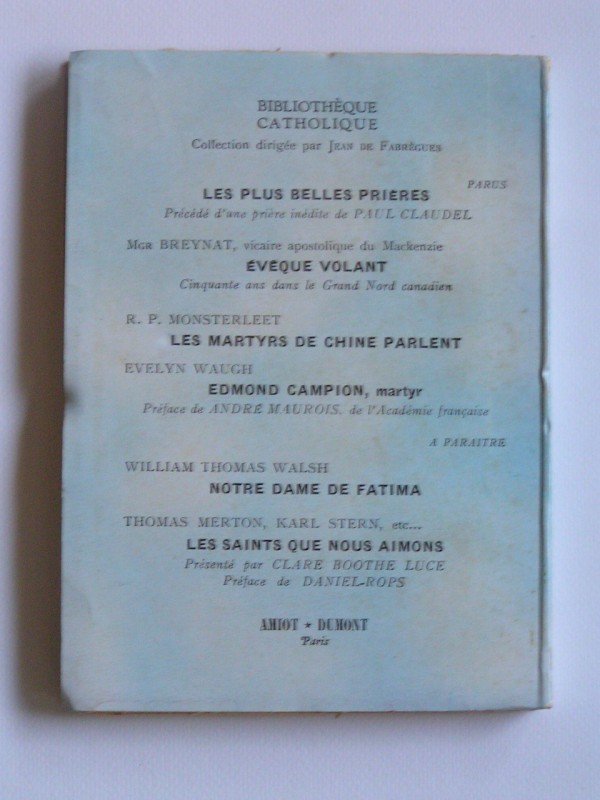 BIBLIOTHÈQUE
CATHOLIQUE
Collection dirigée par JEAN DE FABRÈGUES
PARUS
LES PLUS BELLES PRIÈRES
Précédé d'une prière inédite de PAUL CLAUDEL
MGR BREYNAT, vicaire apostolique du Mackenzie
ÉVÊQUE VOLANT
Cinquante ans dans le Grand Nord canadien
R. P. MONSTERLEET
LES MARTYRS DE CHINE PARLENT
EVELYN WAUGH
EDMOND CAMPION, martyr
Préface de ANDRÉ MAUROIS, de l'Académie française
A PARAITRE
WILLIAM THOMAS WALSH
NOTRE DAME DE FATIMA
THOMAS MERTON, KARL STERN, etc...
LES SAINTS QUE NOUS AIMONS
Présenté par CLARE BOOTHE LUCE
Préface de DANIEL-ROPS
AMIOT ★ DUMONT
Paris